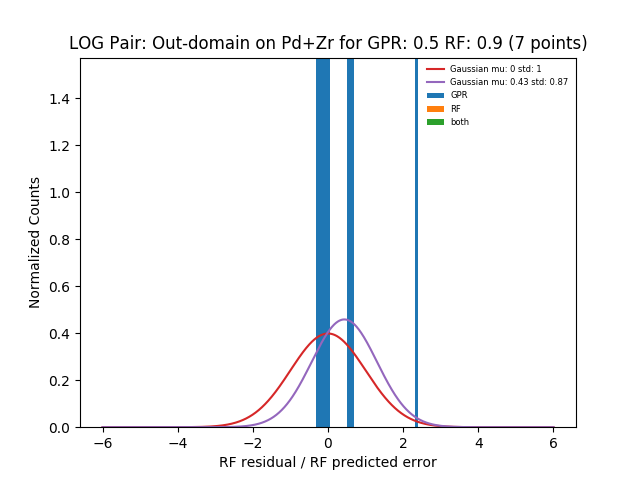 LOG Pair: Out-domain on Pd+Zr for GPR: 0.5 RF: 0.9 (7 points)
Gaussian mu: 0 std: 1
Gaussian mu: 0.43 std: 0.87
GPR
RF
both
Normalized Counts
1.4
1.2
1.0
0.8
0.6
0.4
0.2
0.0
−6 −4 −2 0 2 4 6
RF residual / RF predicted error